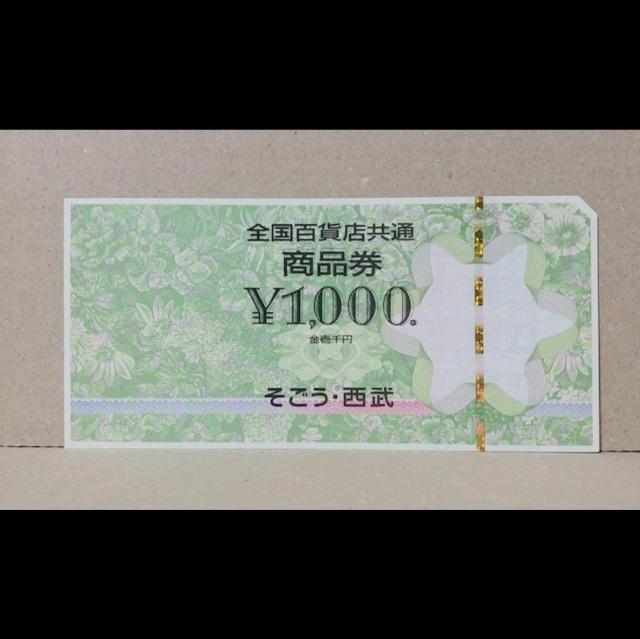 全国百貨店共通
商品券
¥1,000.
金壱千円
そごう・西武